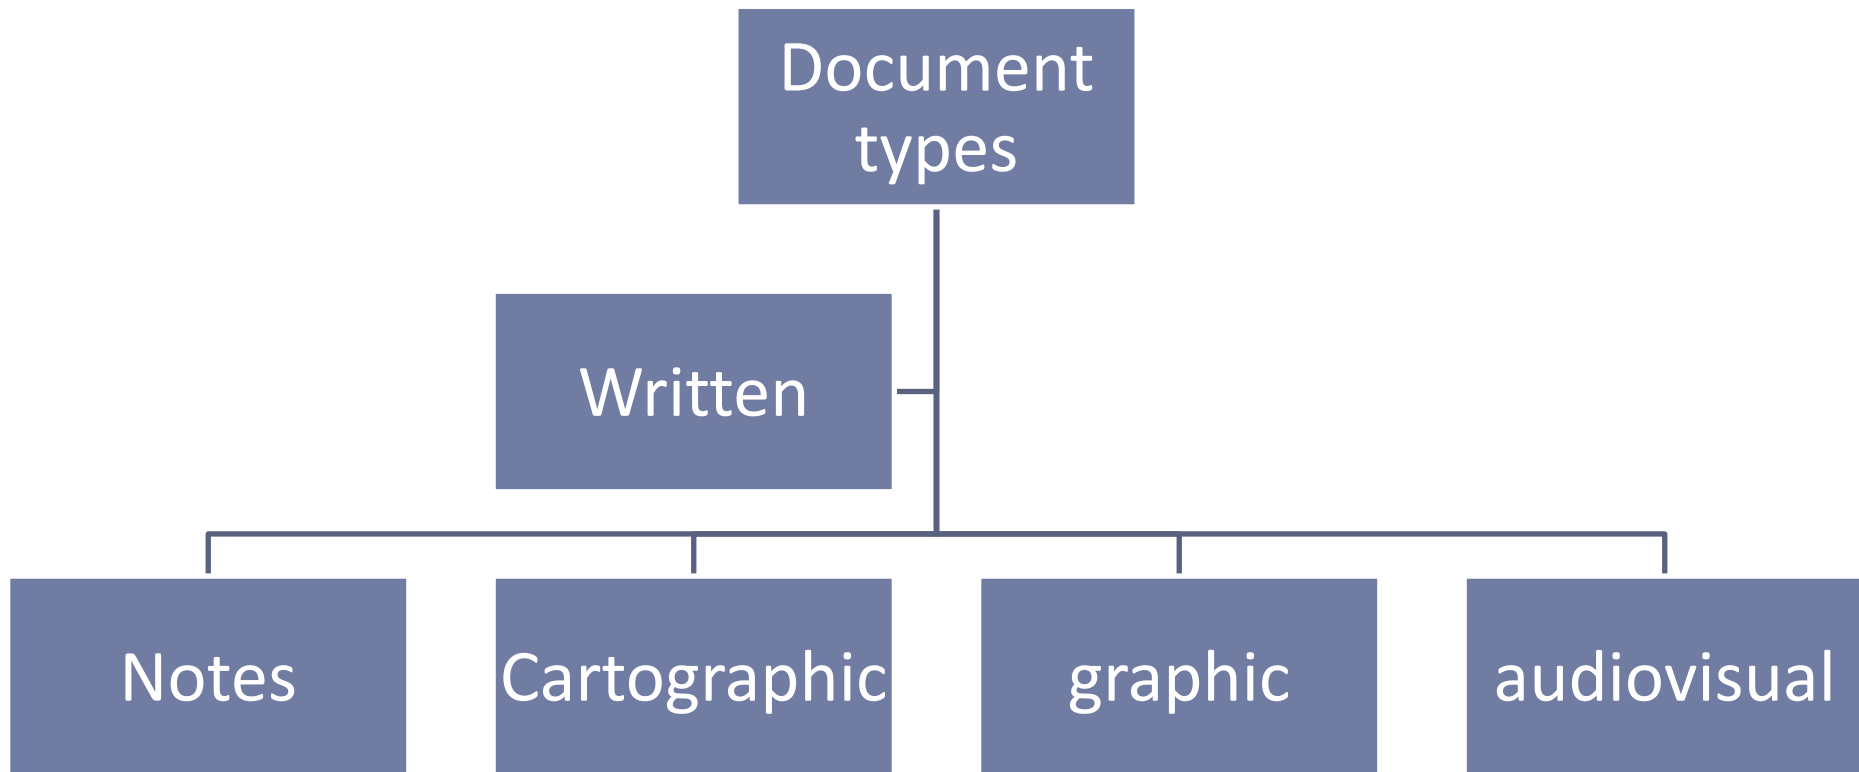 Document
types
Written
Notes
Cartographic
graphic
audiovisual